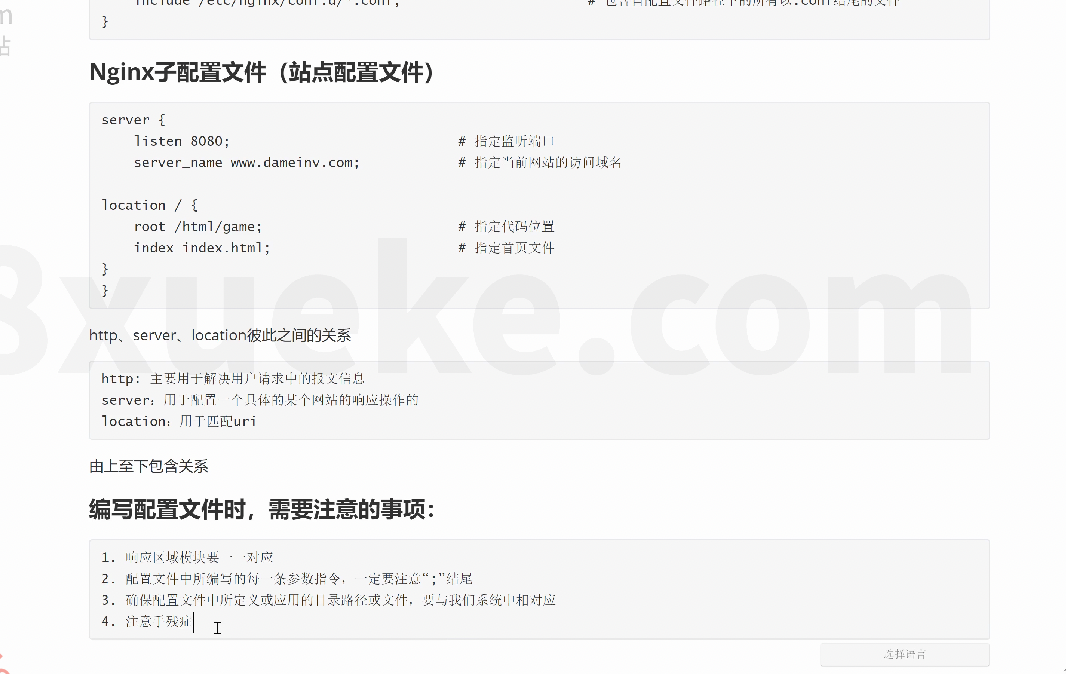 m
站
include /etc/nginx/conf.d/*.conf; # 包含自配置文件路径下的所有以.conf结尾的文件
}
Nginx子配置文件（站点配置文件）
server {
listen 8080; # 指定监听端口
server_name www.dameinv.com; # 指定当前网站的访问域名
location / {
root /html/game; # 指定代码位置
index index.html; # 指定首页文件
}
}
8xueke.com
http、server、location彼此之间的关系
http: 主要用于解决用户请求中的报文信息
server：用于配置一个具体的某个网站的响应操作的
location：用于匹配uri
由上至下包含关系
编写配置文件时，需要注意的事项：
1. 响应区域模块要一一对应
2. 配置文件中所编写的每一条参数指令，一定要注意“;”结尾
3. 确保配置文件中所定义或应用的目录路径或文件，要与我们系统中相对应
4. 注意手残症
选择语言